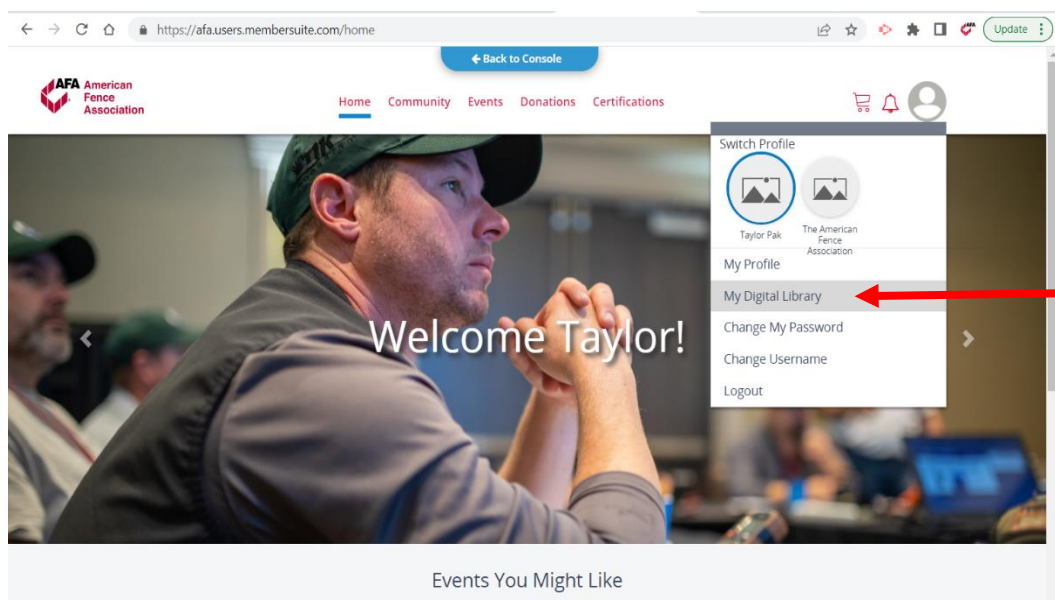 https://afa.users.membersuite.com/home
Update
Back to Console
AFA American
Fence
Association
Home Community Events Donations Certifications
Switch Profile
Taylor Pak
The American
Fence
Association
My Profile
My Digital Library
Change My Password
Change Username
Logout
Welcome Taylor!
Events You Might Like